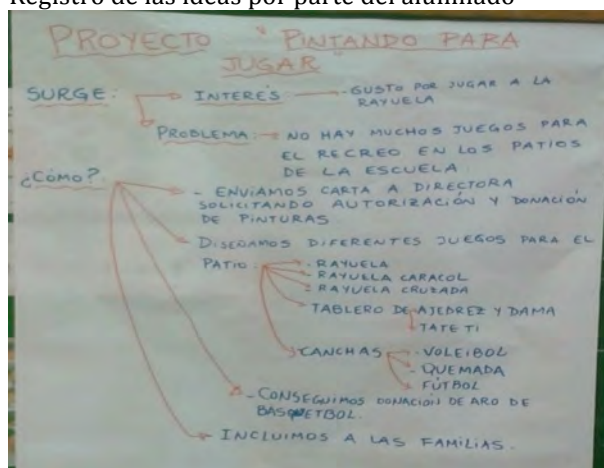 Registro de las ideas por parte del alumnado
PROYECTO "PINTANDO PARA
JUGAR"
SURGE: INTERÉS - GUSTO POR JUGAR A LA
RAYUELA
PROBLEMA: NO HAY MUCHOS JUEGOS PARA
EL RECREO EN LOS PATIOS
DE LA ESCUELA
¿CÓMO?
- ENVIAMOS CARTA A DIRECTORA
SOLICITANDO AUTORIZACIÓN Y DONACIÓN
DE PINTURAS.
- DISEÑAMOS DIFERENTES JUEGOS PARA EL
PATIO: - RAYUELA
- RAYUELA CARACOL
- RAYUELA CRUZADA
- TABLERO DE AJEDREZ Y DAMA
TATE TI
CANCHAS - VOLEIBOL
- QUEMADA
FÚTBOL
- CONSEGUIMOS DONACIÓN DE ARO DE
BASQUETBOL.
- INCLUIMOS A LAS FAMILIAS.